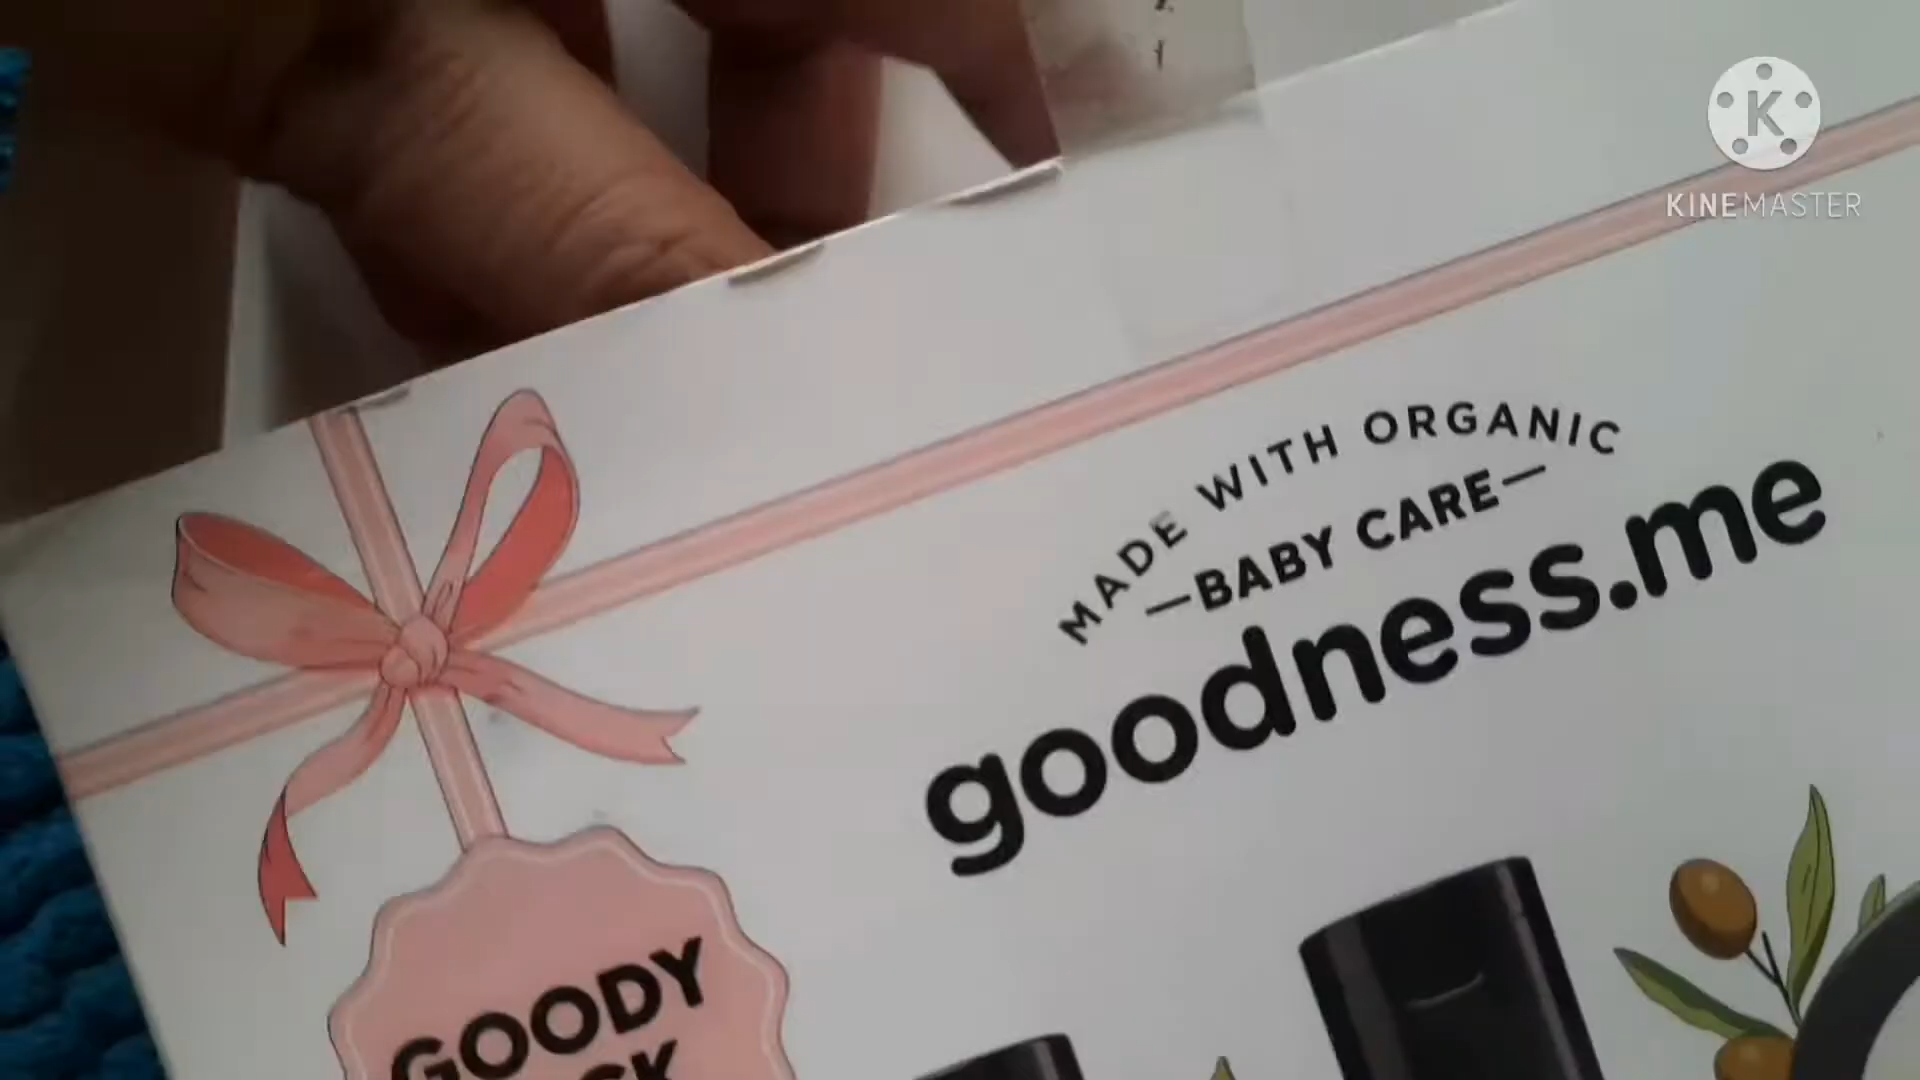 K
KINEMASTER
MADE WITH ORGANIC
—BABY CARE—
goodness.me
GOODY